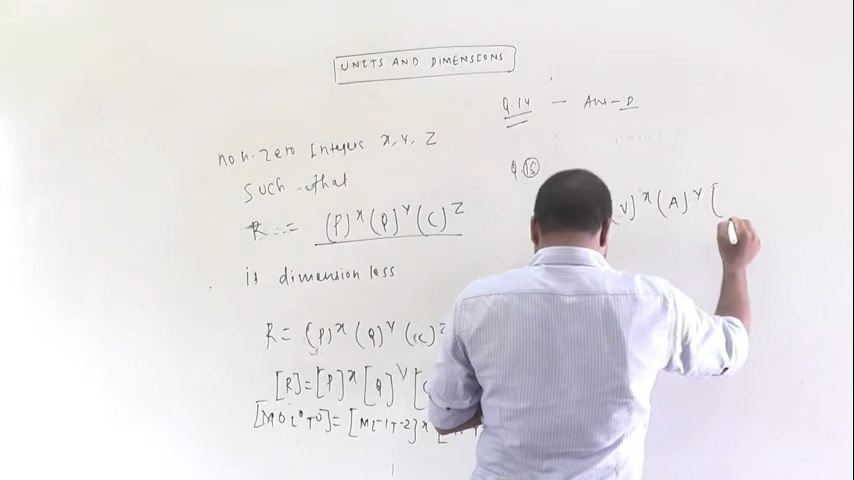 UNITS AND DIMENSIONS
non-zero Integers x, y, z
Such that
R = (P)^x (Q)^y (C)^z
is dimension less
R = (P)^x (Q)^y (C)^z
[R] = [P]^x [Q]^y [C
[M0 L0 T0] = [ML-1T-2]^x
Q.14 — Ans - D
Q.15
(V)^x (A)^y [